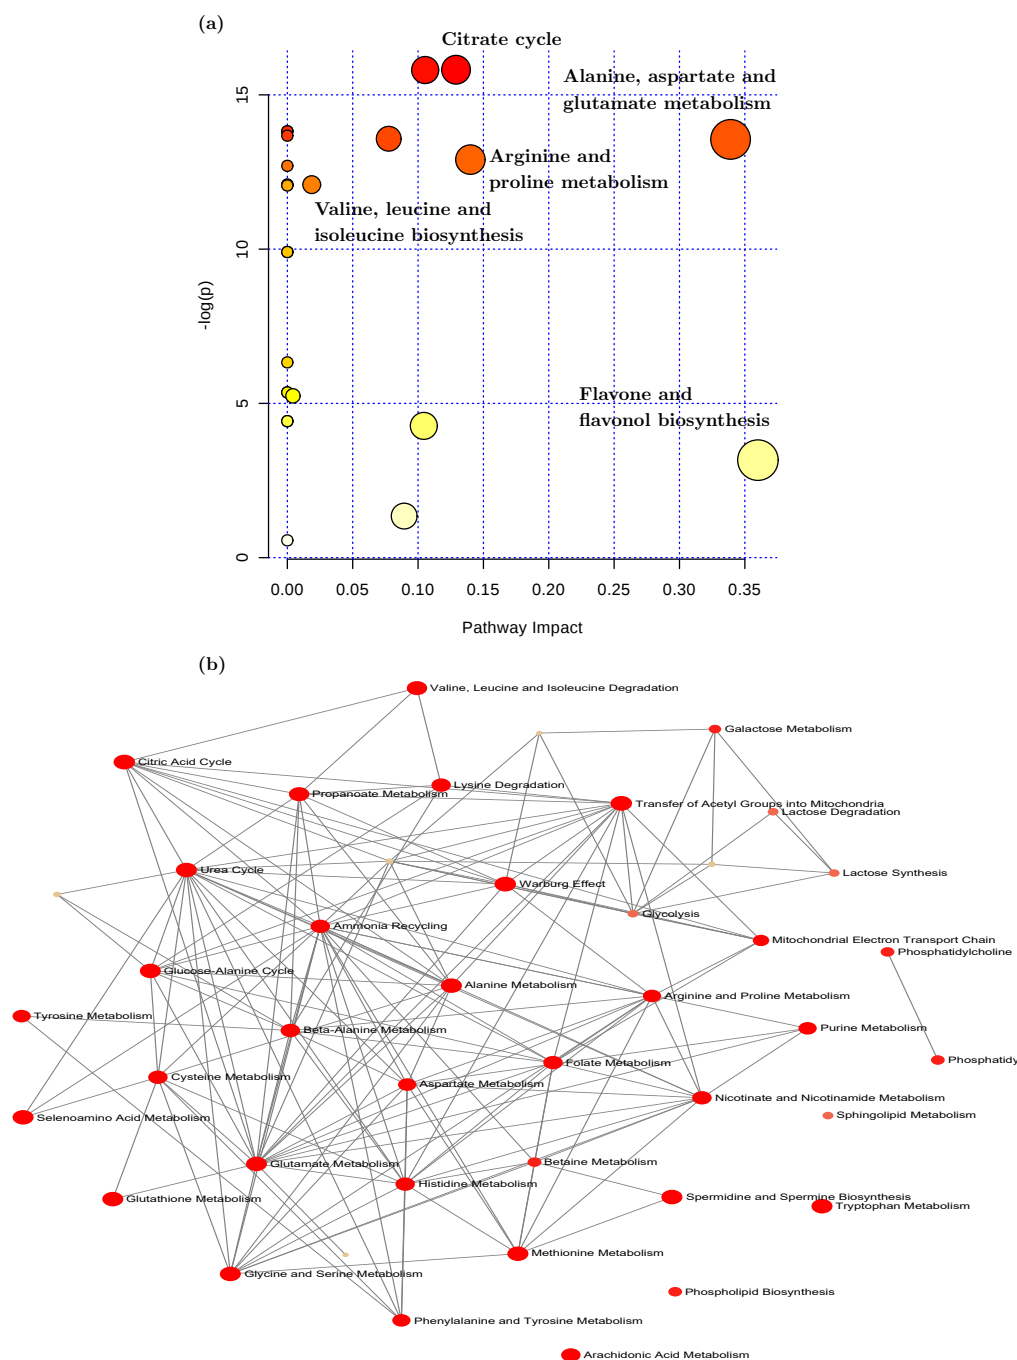 (a)
Citrate cycle
Alanine, aspartate and
glutamate metabolism
Arginine and
proline metabolism
Valine, leucine and
isoleucine biosynthesis
Flavone and
flavonol biosynthesis
15
10
5
0
-log(p)
0.00 0.05 0.10 0.15 0.20 0.25 0.30 0.35
Pathway Impact
(b)
Valine, Leucine and Isoleucine Degradation
Galactose Metabolism
Citric Acid Cycle
Lysine Degradation
Propanoate Metabolism
Transfer of Acetyl Groups into Mitochondria
Lactose Degradation
Urea Cycle
Lactose Synthesis
Warburg Effect
Glycolysis
Ammonia Recycling
Mitochondrial Electron Transport Chain
Phosphatidylcholine
Glucose-Alanine Cycle
Alanine Metabolism
Arginine and Proline Metabolism
Tyrosine Metabolism
Beta-Alanine Metabolism
Purine Metabolism
Phosphatidy
Folate Metabolism
Cysteine Metabolism
Aspartate Metabolism
Nicotinate and Nicotinamide Metabolism
Selenoamino Acid Metabolism
Sphingolipid Metabolism
Glutamate Metabolism
Betaine Metabolism
Histidine Metabolism
Glutathione Metabolism
Spermidine and Spermine Biosynthesis
Tryptophan Metabolism
Methionine Metabolism
Glycine and Serine Metabolism
Phospholipid Biosynthesis
Phenylalanine and Tyrosine Metabolism
Arachidonic Acid Metabolism